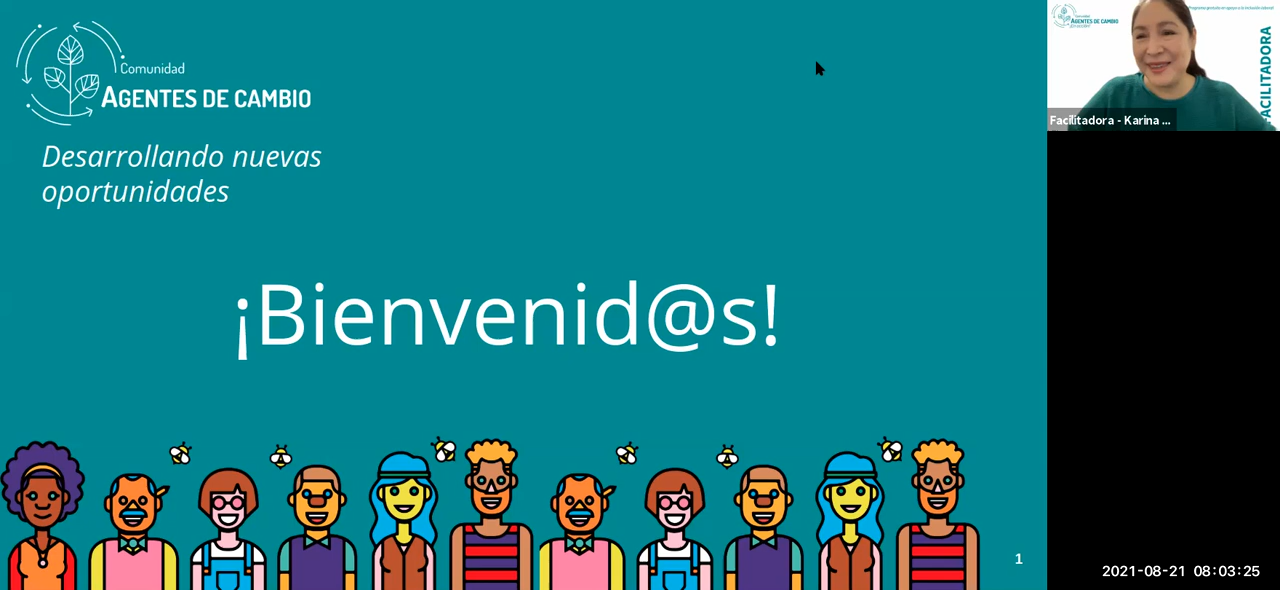 Comunidad
AGENTES DE CAMBIO
Desarrollando nuevas
oportunidades
¡Bienvenid@s!
1
Comunidad
AGENTES DE CAMBIO
FACILITADORA
Facilitadora - Karina ...
2021-08-21 08:03:25